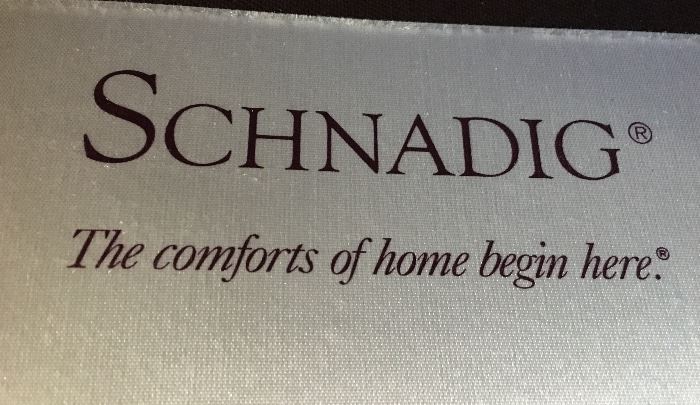 SCHNADIG®
The comforts of home begin here.®